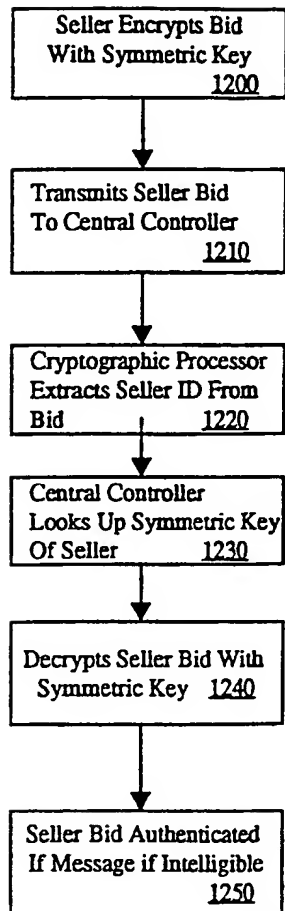 Seller Encrypts Bid
With Symmetric Key
1200
Transmits Seller Bid
To Central Controller
1210
Cryptographic Processor
Extracts Seller ID From
Bid 1220
Central Controller
Looks Up Symmetric Key
Of Seller 1230
Decrypts Seller Bid With
Symmetric Key 1240
Seller Bid Authenticated
If Message if Intelligible
1250